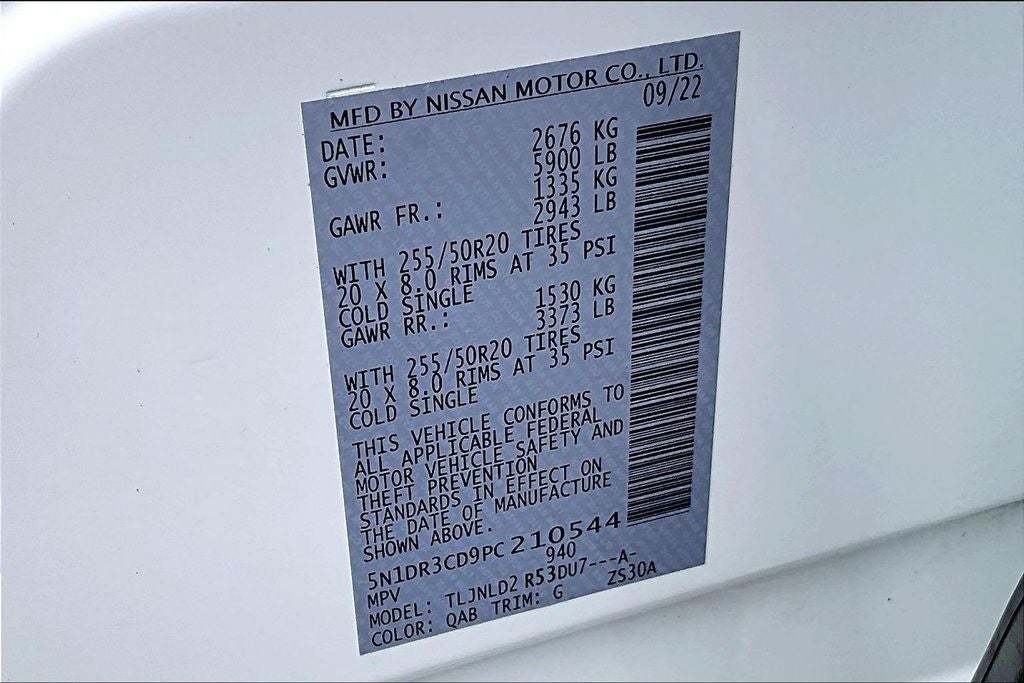 MFD BY NISSAN MOTOR CO., LTD.
DATE: 09/22
GVWR: 2676 KG
5900 LB
GAWR FR.: 1335 KG
2943 LB
WITH 255/50R20 TIRES
20 X 8.0 RIMS AT 35 PSI
COLD SINGLE
GAWR RR.: 1530 KG
3373 LB
WITH 255/50R20 TIRES
20 X 8.0 RIMS AT 35 PSI
COLD SINGLE
THIS VEHICLE CONFORMS TO
ALL APPLICABLE FEDERAL
MOTOR VEHICLE SAFETY AND
THEFT PREVENTION
STANDARDS IN EFFECT ON
THE DATE OF MANUFACTURE
SHOWN ABOVE.
5N1DR3CD9PC210544
MPV 940
MODEL: TLJNLD2 R53DU7---A-
COLOR: QAB TRIM: G ZS30A